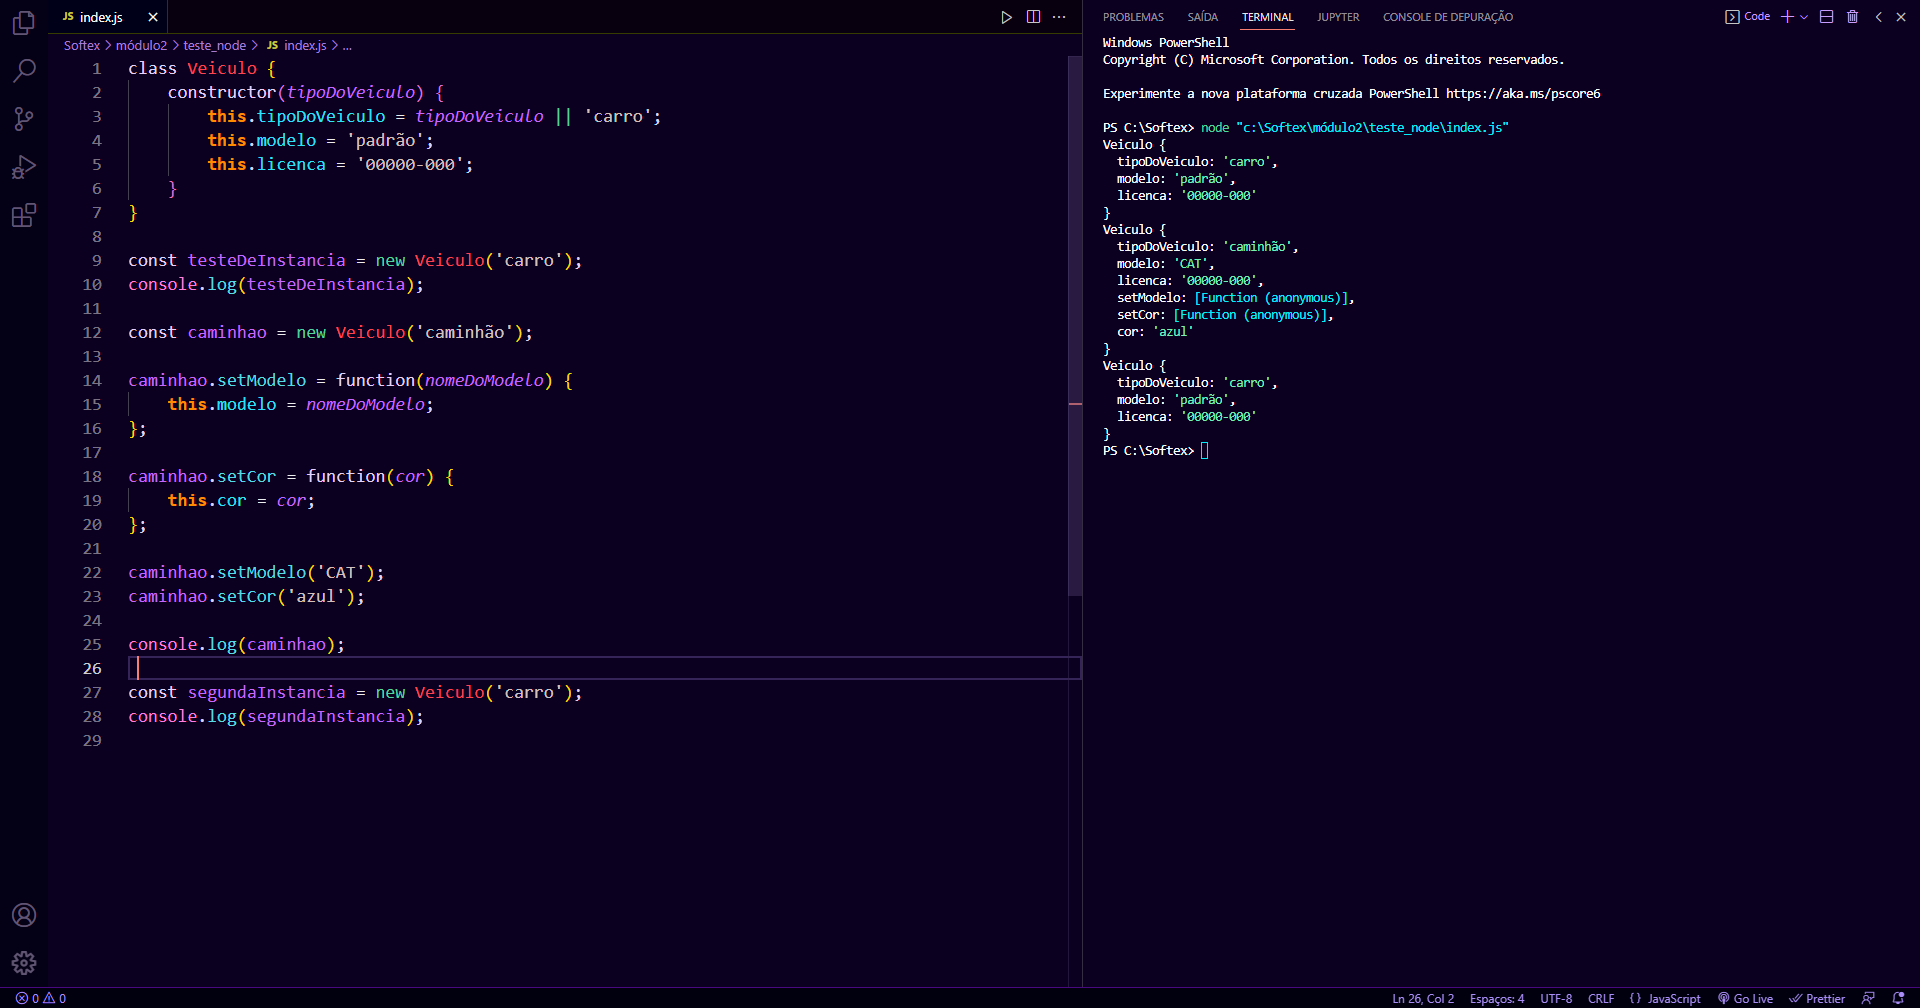 JS index.js
Softex > módulo2 > teste_node > JS index.js > ...
1 class Veiculo {
2     constructor(tipoDoVeiculo) {
3         this.tipoDoVeiculo = tipoDoVeiculo || 'carro';
4         this.modelo = 'padrão';
5         this.licenca = '00000-000';
6     }
7 }
8
9 const testeDeInstancia = new Veiculo('carro');
10 console.log(testeDeInstancia);
11
12 const caminhao = new Veiculo('caminhão');
13
14 caminhao.setModelo = function(nomeDoModelo) {
15     this.modelo = nomeDoModelo;
16 };
17
18 caminhao.setCor = function(cor) {
19     this.cor = cor;
20 };
21
22 caminhao.setModelo('CAT');
23 caminhao.setCor('azul');
24
25 console.log(caminhao);
26
27 const segundaInstancia = new Veiculo('carro');
28 console.log(segundaInstancia);
29
PROBLEMAS SAÍDA TERMINAL JUPYTER CONSOLE DE DEPURAÇÃO Code
Windows PowerShell
Copyright (C) Microsoft Corporation. Todos os direitos reservados.
Experimente a nova plataforma cruzada PowerShell https://aka.ms/pscore6
PS C:\Softex> node "c:\Softex\módulo2\teste_node\index.js"
Veiculo {
  tipoDoVeiculo: 'carro',
  modelo: 'padrão',
  licenca: '00000-000'
}
Veiculo {
  tipoDoVeiculo: 'caminhão',
  modelo: 'CAT',
  licenca: '00000-000',
  setModelo: [Function (anonymous)],
  setCor: [Function (anonymous)],
  cor: 'azul'
}
Veiculo {
  tipoDoVeiculo: 'carro',
  modelo: 'padrão',
  licenca: '00000-000'
}
PS C:\Softex>
0 0 Ln 26, Col 2 Espaços: 4 UTF-8 CRLF {} JavaScript Go Live Prettier